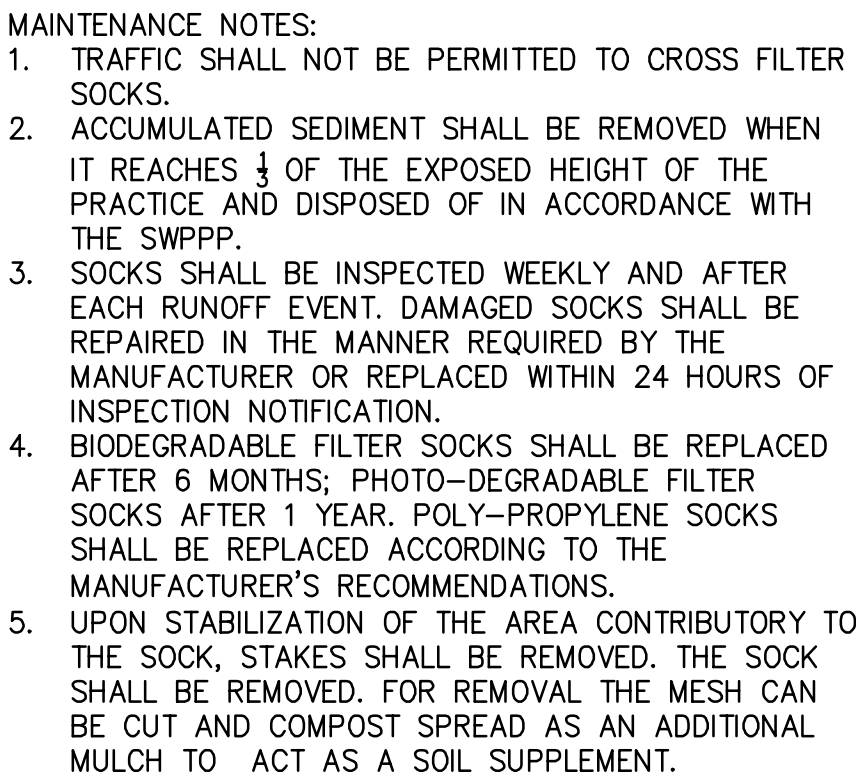 MAINTENANCE NOTES:
1. TRAFFIC SHALL NOT BE PERMITTED TO CROSS FILTER
SOCKS.
2. ACCUMULATED SEDIMENT SHALL BE REMOVED WHEN
IT REACHES 1/3 OF THE EXPOSED HEIGHT OF THE
PRACTICE AND DISPOSED OF IN ACCORDANCE WITH
THE SWPPP.
3. SOCKS SHALL BE INSPECTED WEEKLY AND AFTER
EACH RUNOFF EVENT. DAMAGED SOCKS SHALL BE
REPAIRED IN THE MANNER REQUIRED BY THE
MANUFACTURER OR REPLACED WITHIN 24 HOURS OF
INSPECTION NOTIFICATION.
4. BIODEGRADABLE FILTER SOCKS SHALL BE REPLACED
AFTER 6 MONTHS; PHOTO-DEGRADABLE FILTER
SOCKS AFTER 1 YEAR. POLY-PROPYLENE SOCKS
SHALL BE REPLACED ACCORDING TO THE
MANUFACTURER'S RECOMMENDATIONS.
5. UPON STABILIZATION OF THE AREA CONTRIBUTORY TO
THE SOCK, STAKES SHALL BE REMOVED. THE SOCK
SHALL BE REMOVED. FOR REMOVAL THE MESH CAN
BE CUT AND COMPOST SPREAD AS AN ADDITIONAL
MULCH TO  ACT AS A SOIL SUPPLEMENT.